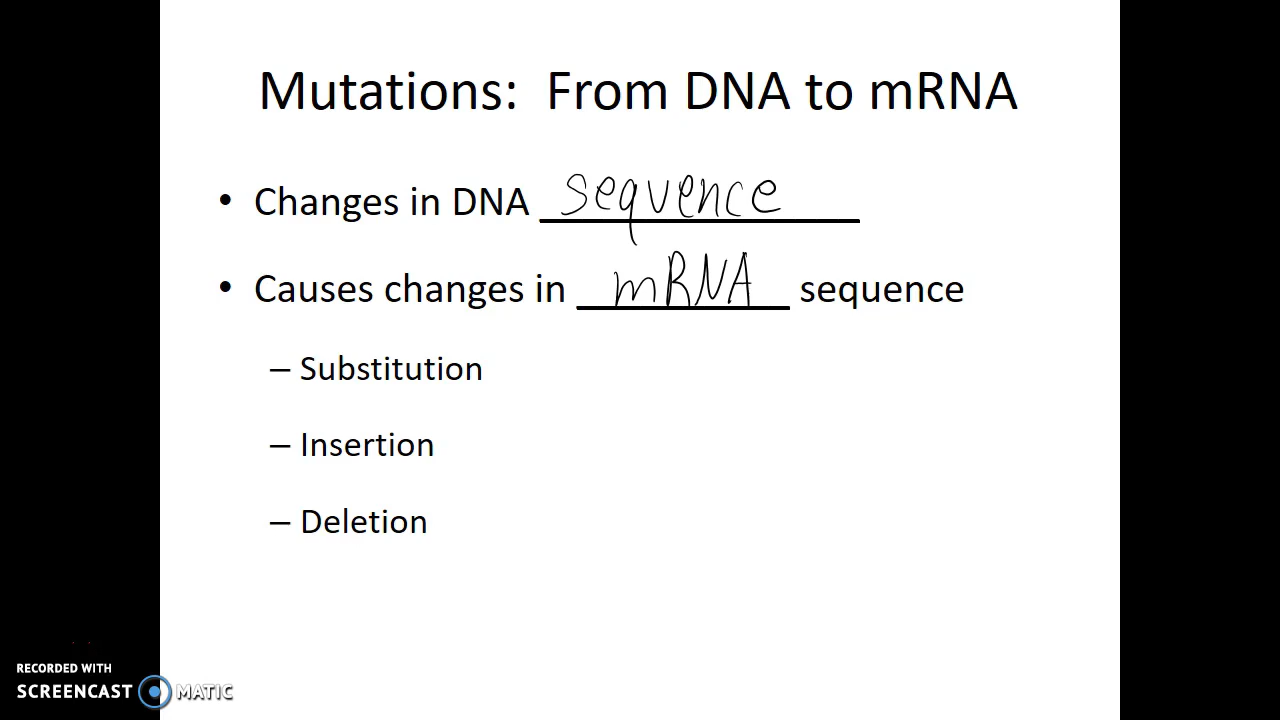 Mutations: From DNA to mRNA
• Changes in DNA sequence
• Causes changes in mRNA sequence
– Substitution
– Insertion
– Deletion
RECORDED WITH
SCREENCAST MATIC